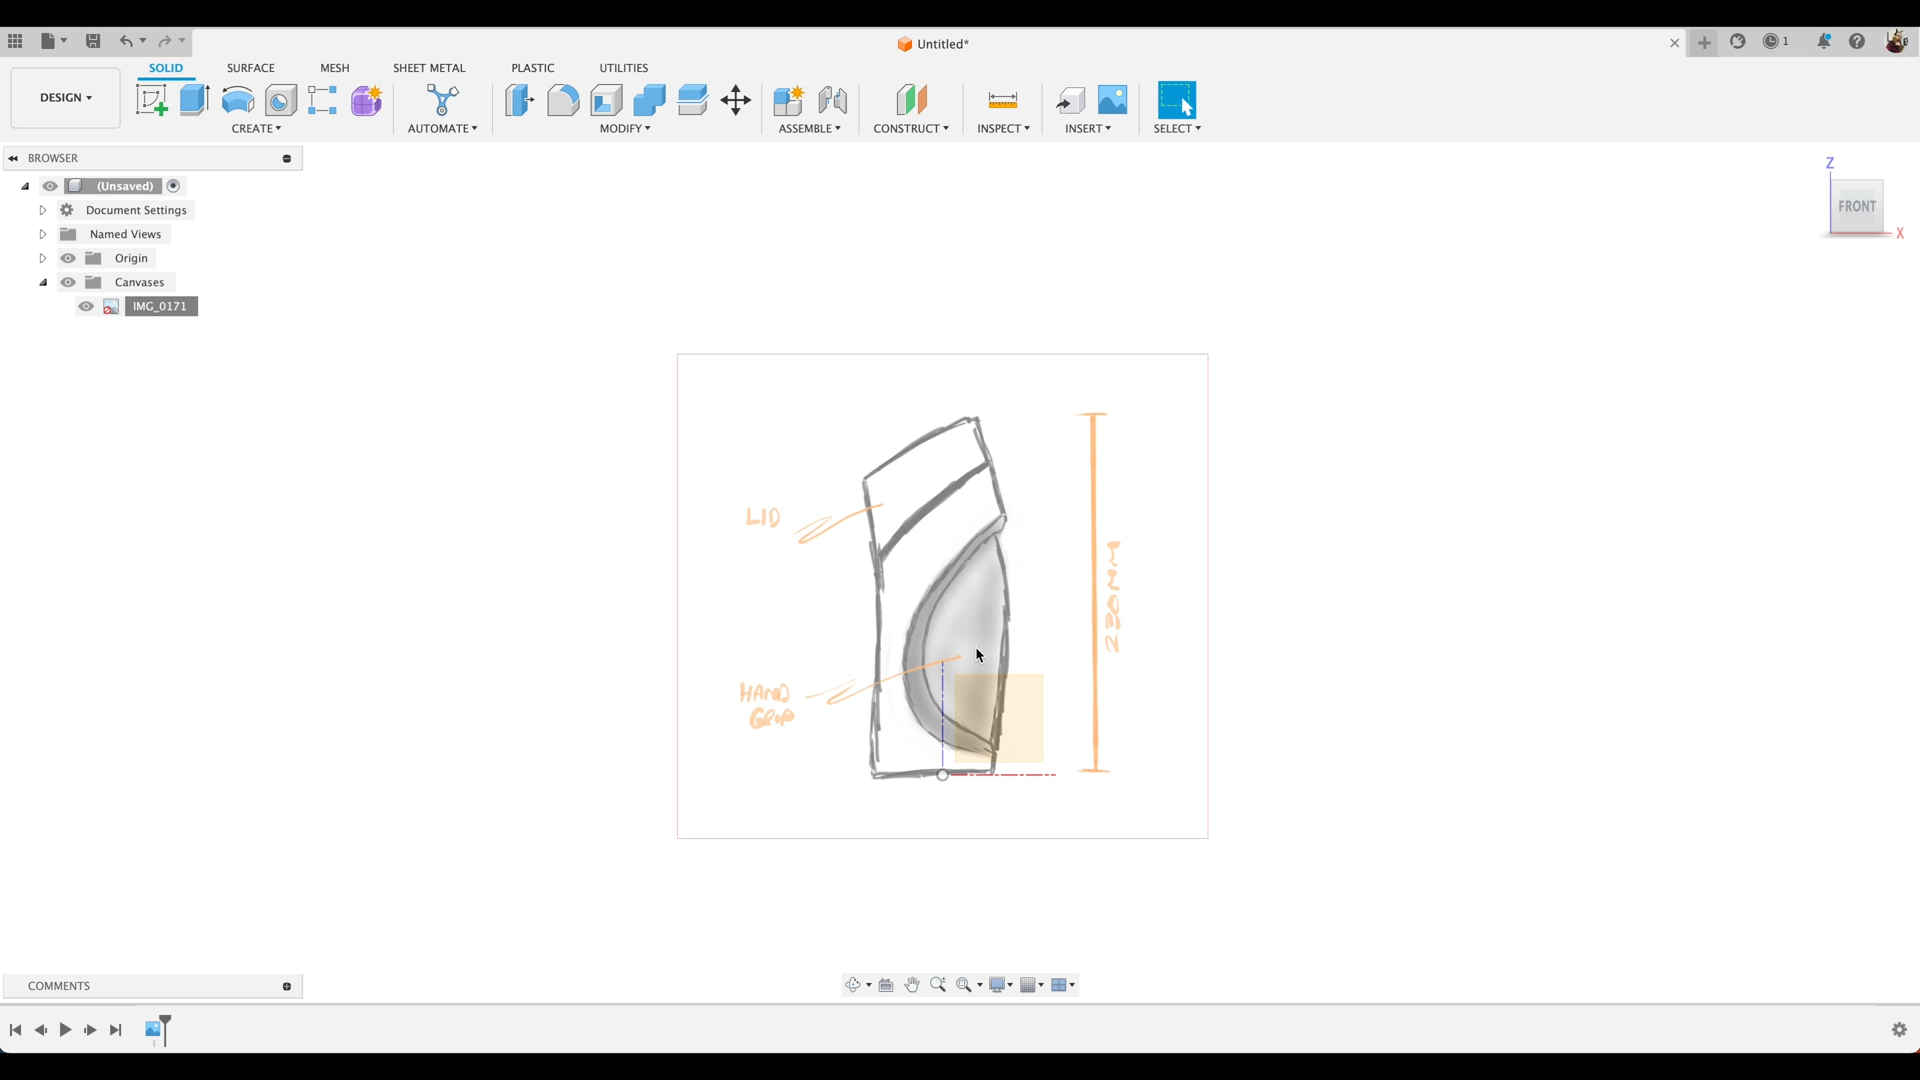 Untitled*
1
DESIGN
SOLID
SURFACE
MESH
SHEET METAL
PLASTIC
UTILITIES
CREATE
AUTOMATE
MODIFY
ASSEMBLE
CONSTRUCT
INSPECT
INSERT
SELECT
BROWSER
(Unsaved)
Document Settings
Named Views
Origin
Canvases
IMG_0171
Z
FRONT
X
LID
HAND
GRIP
230MM
COMMENTS